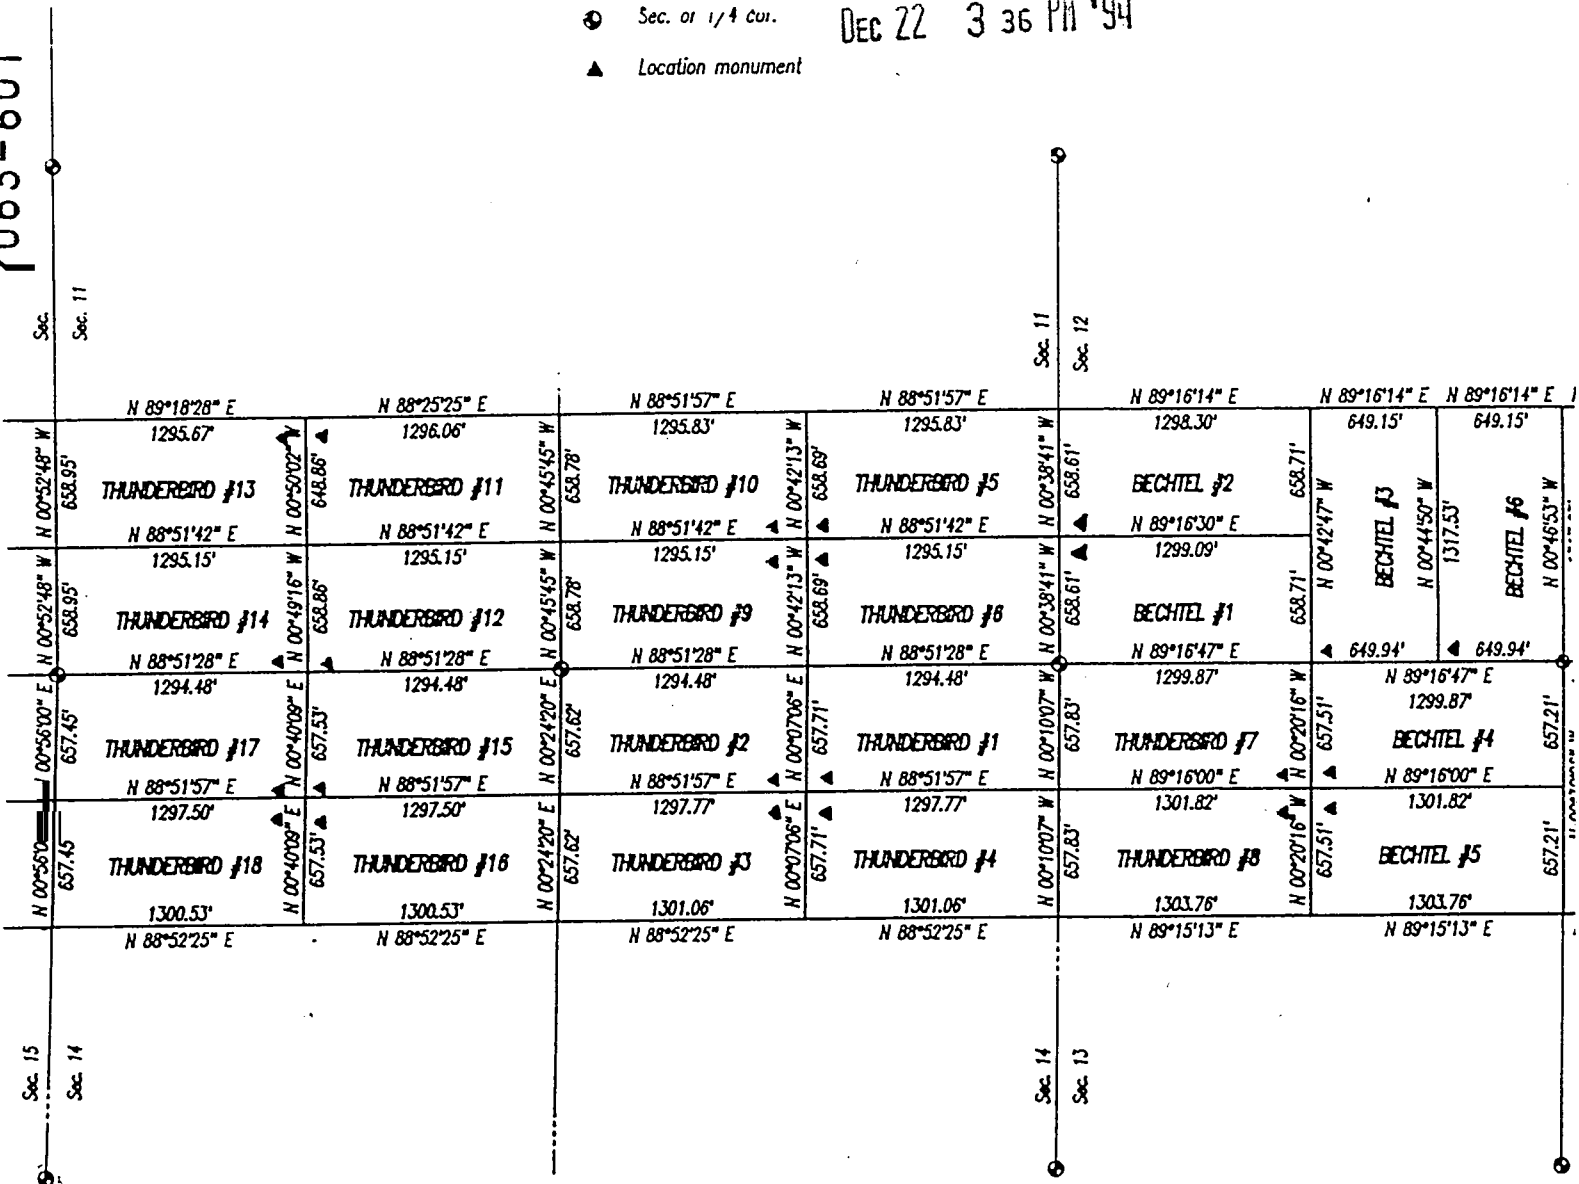 Sec. or 1/4 cor.
DEC 22 3 36 PM '94
Location monument
Sec.
Sec. 11
Sec. 11
Sec. 12
N 89°18'28" E N 88°25'25" E N 88°51'57" E N 88°51'57" E N 89°16'14" E N 89°16'14" E N 89°16'14" E
1295.67' 1296.06' 1295.83' 1295.83' 1298.30' 649.15' 649.15'
N 00°52'48" W 658.95' N 00°50'02" W 648.86' N 00°45'45" W 658.78' N 00°42'13" W 658.69' N 00°38'41" W 658.61' 658.71'
THUNDERBIRD #13 THUNDERBIRD #11 THUNDERBIRD #10 THUNDERBIRD #5 BECHTEL #2
N 00°42'47" W BECHTEL #3 N 00°44'50" W 1317.53' BECHTEL #6 N 00°46'53" W
N 88°51'42" E N 88°51'42" E N 88°51'42" E N 88°51'42" E N 89°16'30" E
1295.15' 1295.15' 1295.15' 1295.15' 1299.09'
N 00°52'48" W 658.95' N 00°49'16" W 658.86' N 00°45'45" W 658.78' N 00°42'13" W 658.69' N 00°38'41" W 658.61' 658.71'
THUNDERBIRD #14 THUNDERBIRD #12 THUNDERBIRD #9 THUNDERBIRD #6 BECHTEL #1
N 88°51'28" E N 88°51'28" E N 88°51'28" E N 88°51'28" E N 89°16'47" E 649.94' 649.94'
1294.48' 1294.48' 1294.48' 1294.48' 1299.87' N 89°16'47" E
1299.87'
00°56'00" E 657.45' N 00°40'09" E 657.53' N 00°24'20" E 657.62' N 00°07'06" E 657.71' N 00°10'07" W 657.83' N 00°20'16" W 657.51' 657.21'
THUNDERBIRD #17 THUNDERBIRD #15 THUNDERBIRD #2 THUNDERBIRD #1 THUNDERBIRD #7 BECHTEL #4
N 88°51'57" E N 88°51'57" E N 88°51'57" E N 88°51'57" E N 89°16'00" E N 89°16'00" E
1297.50' 1297.50' 1297.77' 1297.77' 1301.82' 1301.82'
N 00°56'0 657.45 N 00°40'09" E 657.53' N 00°24'20" E 657.62' N 00°07'06" E 657.71' N 00°10'07" W 657.83' N 00°20'16" W 657.51' 657.21'
THUNDERBIRD #18 THUNDERBIRD #16 THUNDERBIRD #3 THUNDERBIRD #4 THUNDERBIRD #8 BECHTEL #5
1300.53' 1300.53' 1301.06' 1301.06' 1303.76' 1303.76'
N 88°52'25" E N 88°52'25" E N 88°52'25" E N 88°52'25" E N 89°15'13" E N 89°15'13" E
Sec. 15
Sec. 14
Sec. 14
Sec. 13